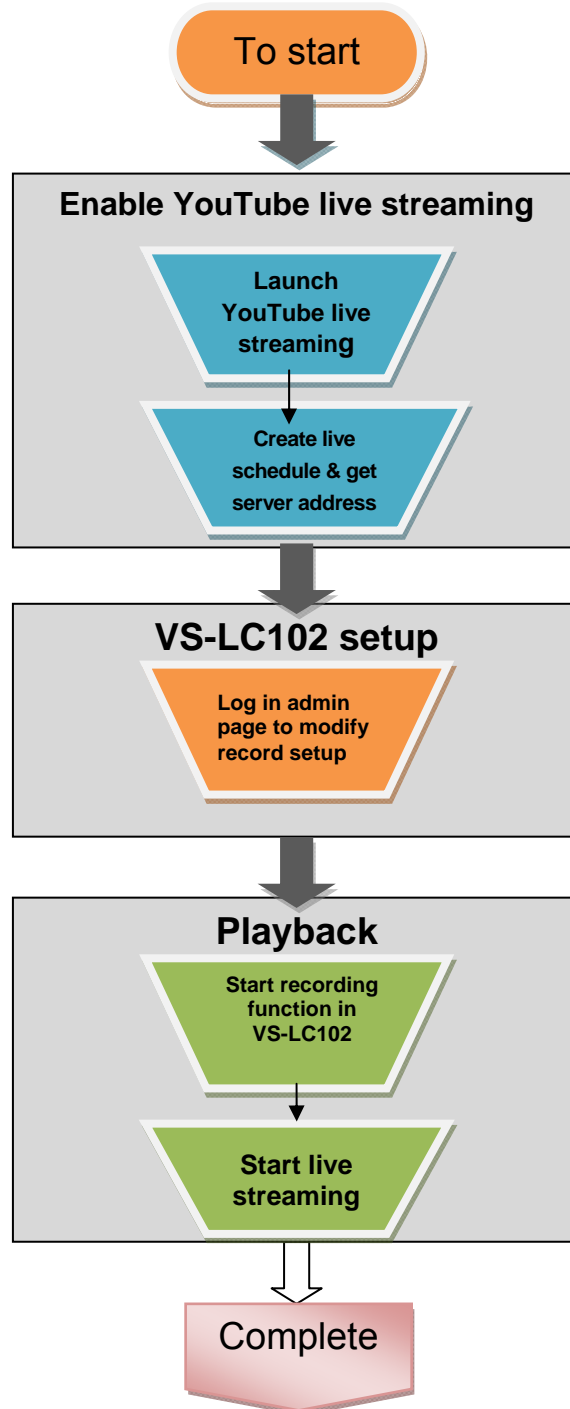 To start
Enable YouTube live streaming
Launch
YouTube live
streaming
Create live
schedule & get
server address
VS-LC102 setup
Log in admin
page to modify
record setup
Playback
Start recording
function in
VS-LC102
Start live
streaming
Complete